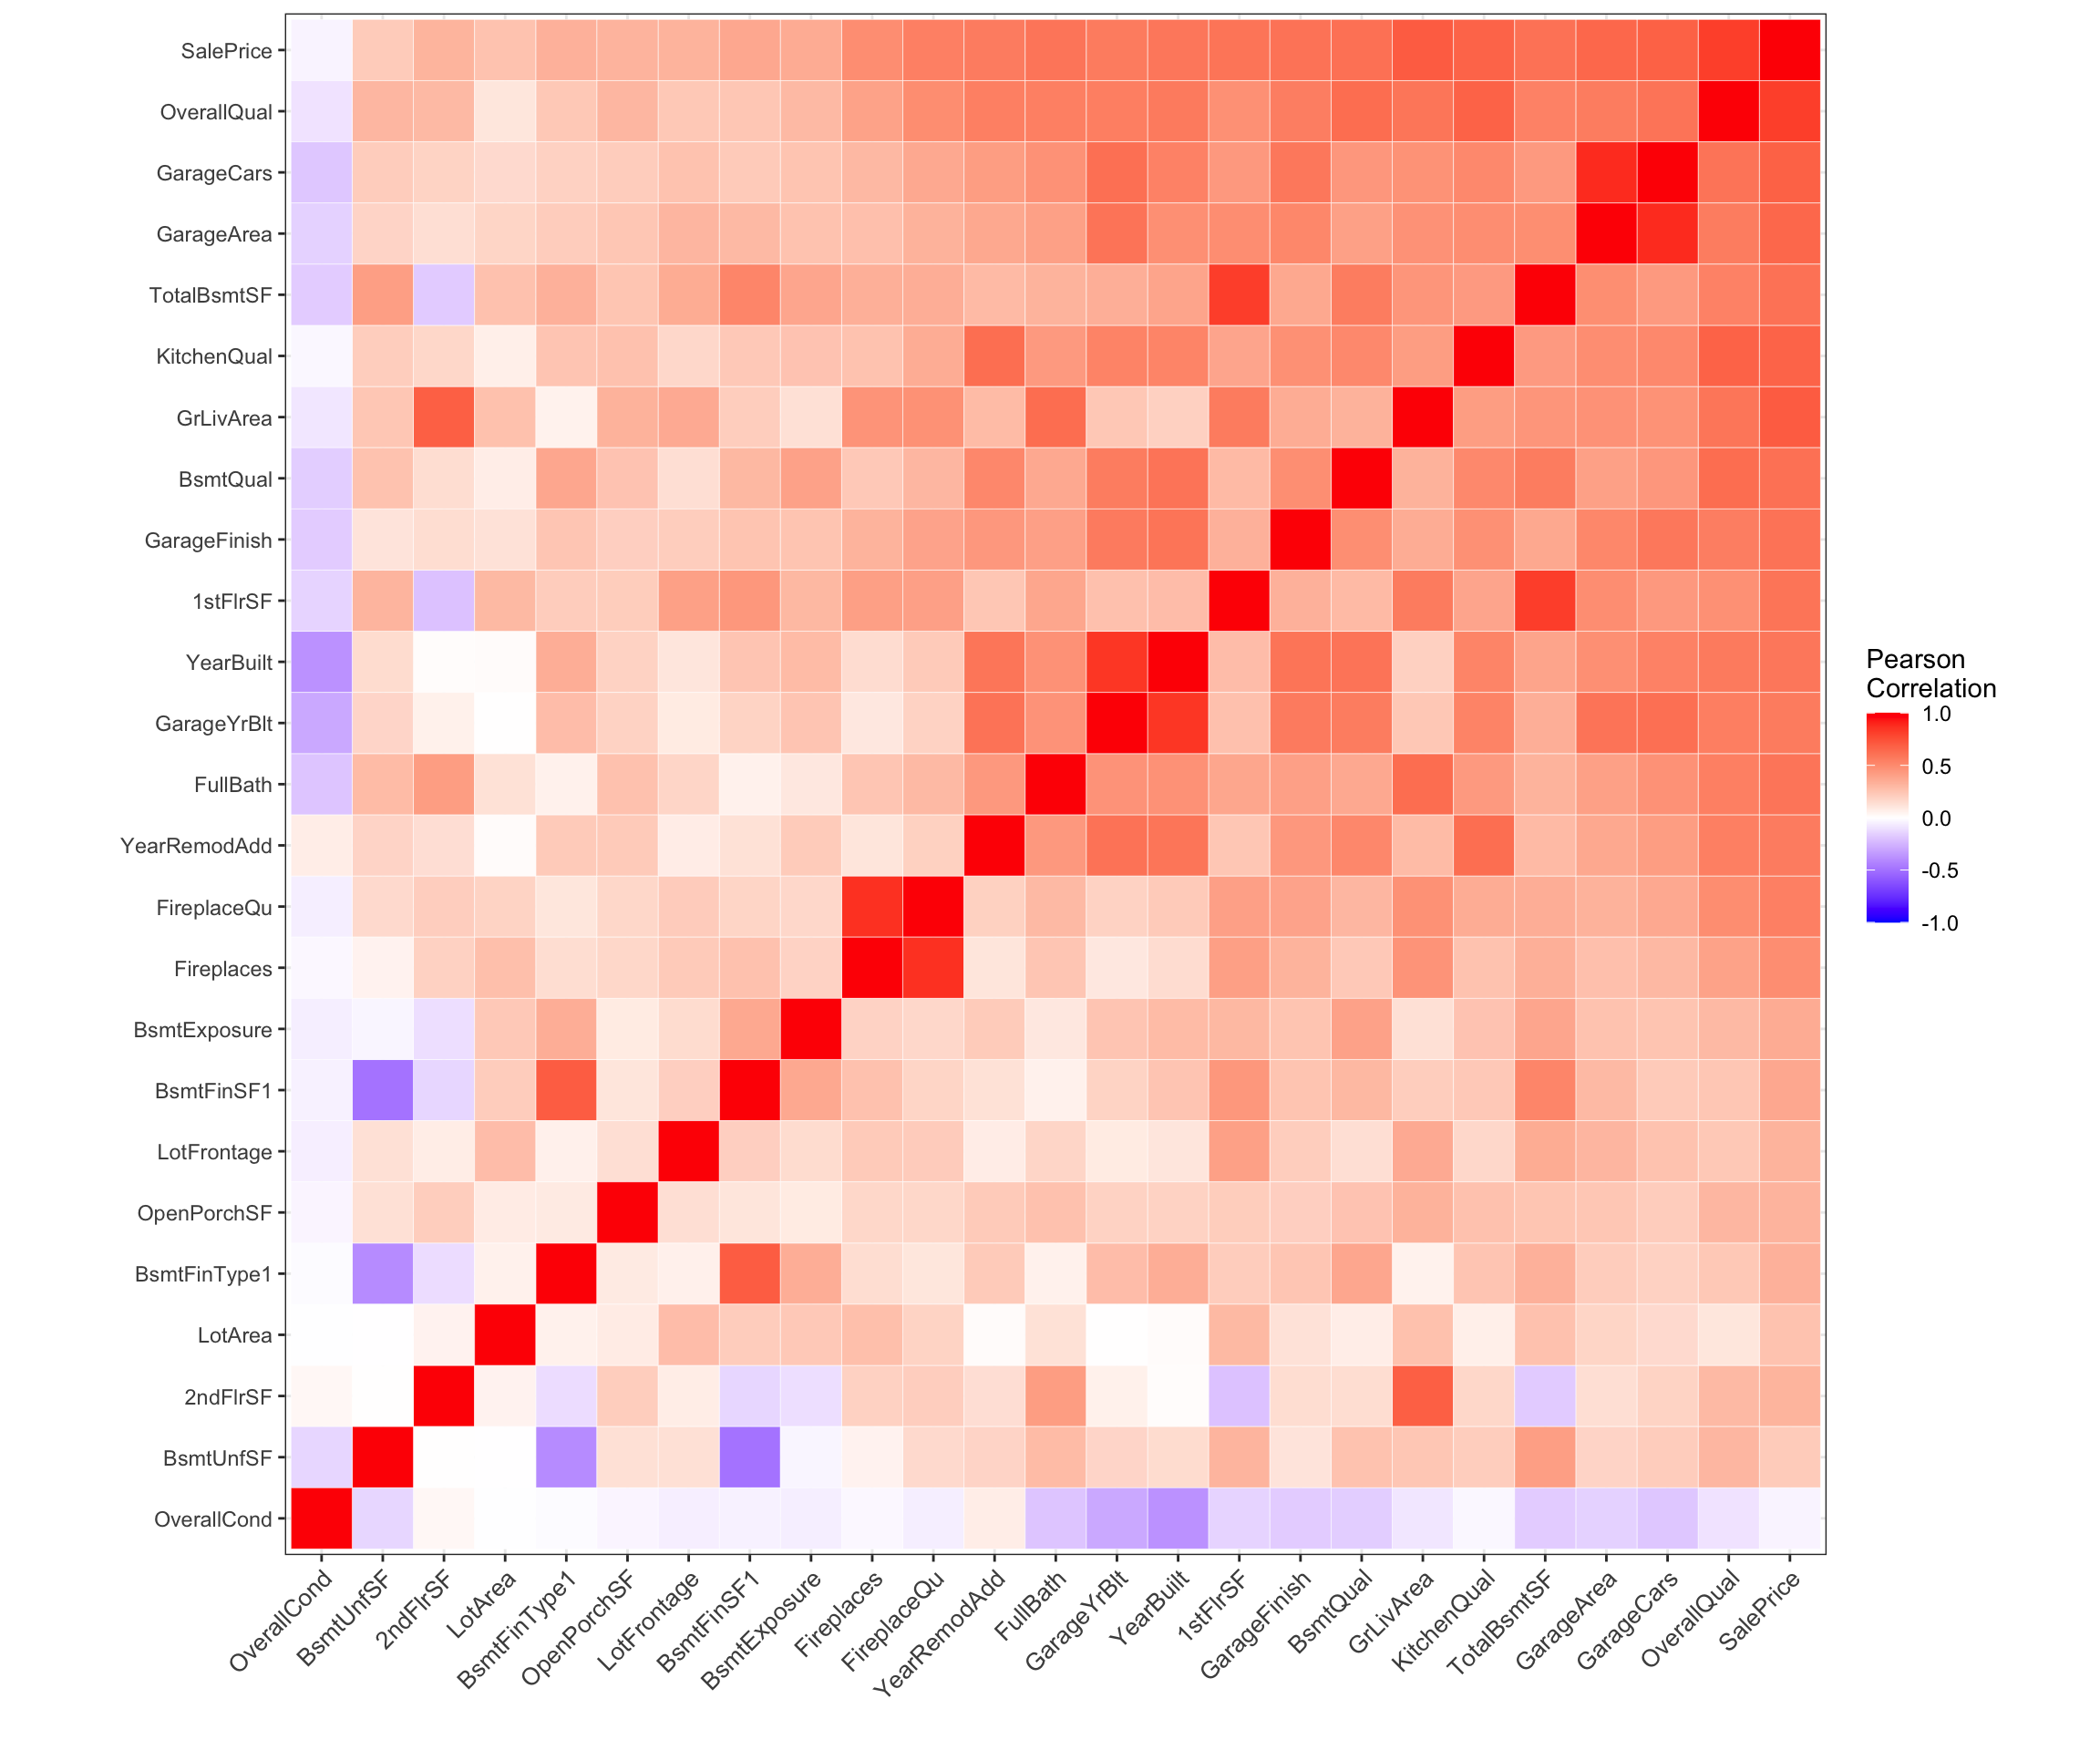 SalePrice
OverallQual
GarageCars
GarageArea
TotalBsmtSF
KitchenQual
GrLivArea
BsmtQual
GarageFinish
1stFlrSF
YearBuilt
GarageYrBlt
FullBath
YearRemodAdd
FireplaceQu
Fireplaces
BsmtExposure
BsmtFinSF1
LotFrontage
OpenPorchSF
BsmtFinType1
LotArea
2ndFlrSF
BsmtUnfSF
OverallCond
OverallCond
BsmtUnfSF
2ndFlrSF
LotArea
BsmtFinType1
OpenPorchSF
LotFrontage
BsmtFinSF1
BsmtExposure
Fireplaces
FireplaceQu
YearRemodAdd
FullBath
GarageYrBlt
YearBuilt
1stFlrSF
GarageFinish
BsmtQual
GrLivArea
KitchenQual
TotalBsmtSF
GarageArea
GarageCars
OverallQual
SalePrice
Pearson
Correlation
1.0
0.5
0.0
-0.5
-1.0